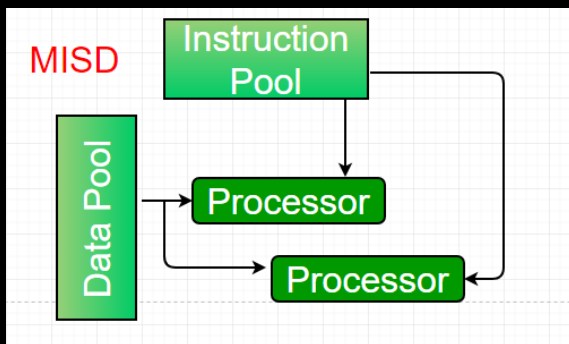 MISD
Instruction
Pool
Data Pool
Processor
Processor